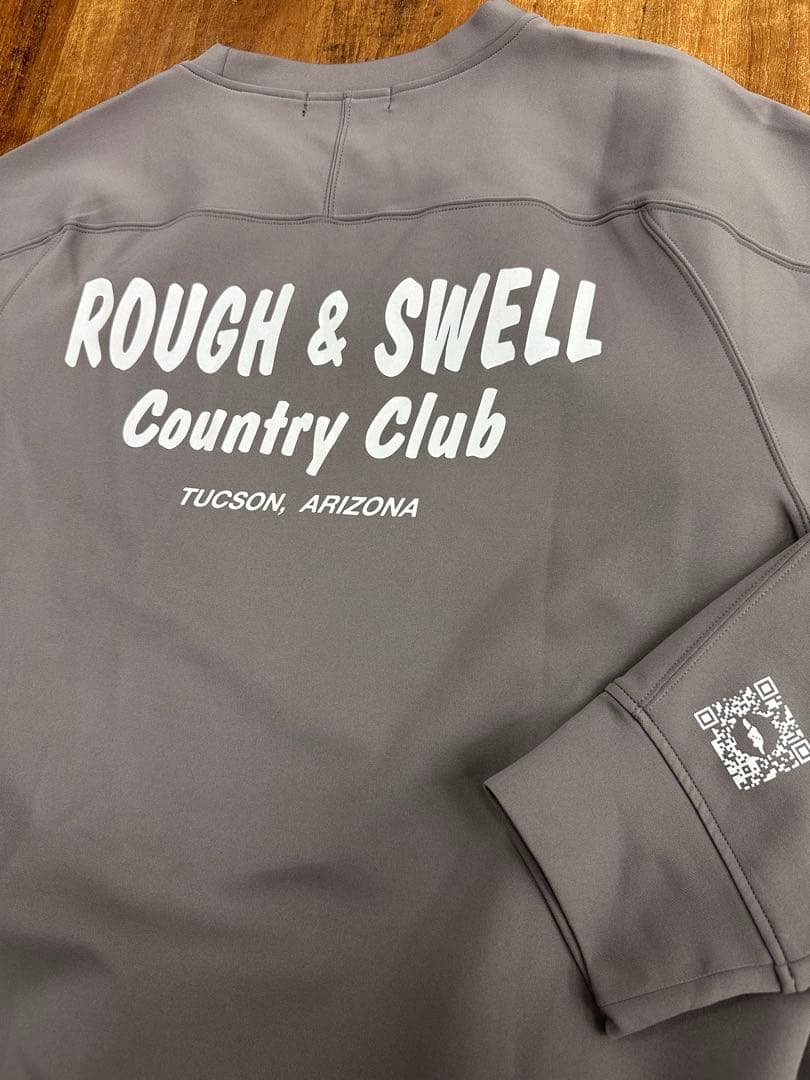 ROUGH & SWELL
Country Club
TUCSON, ARIZONA